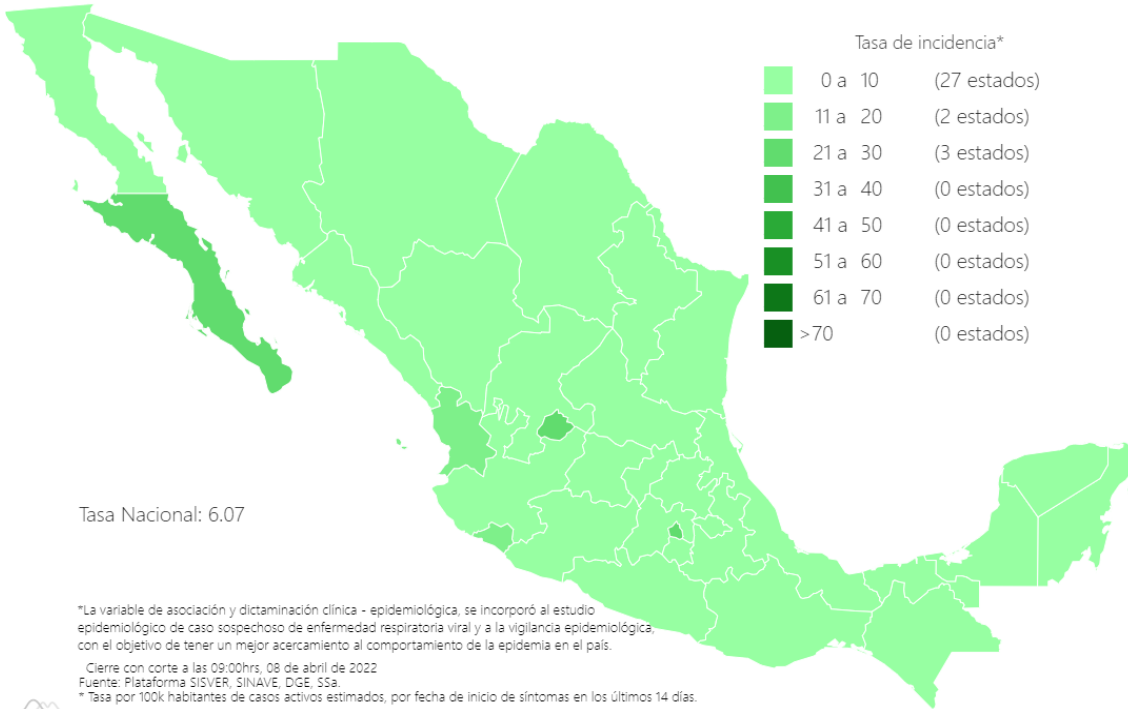 Tasa de incidencia*
0 a 10 (27 estados)
11 a 20 (2 estados)
21 a 30 (3 estados)
31 a 40 (0 estados)
41 a 50 (0 estados)
51 a 60 (0 estados)
61 a 70 (0 estados)
>70 (0 estados)
Tasa Nacional: 6.07
*La variable de asociación y dictaminación clínica - epidemiológica, se incorporó al estudio
epidemiológico de caso sospechoso de enfermedad respiratoria viral y a la vigilancia epidemiológica,
con el objetivo de tener un mejor acercamiento al comportamiento de la epidemia en el país.
Cierre con corte a las 09:00hrs, 08 de abril de 2022
Fuente: Plataforma SISVER, SINAVE, DGE, SSa.
* Tasa por 100k habitantes de casos activos estimados, por fecha de inicio de síntomas en los últimos 14 días.